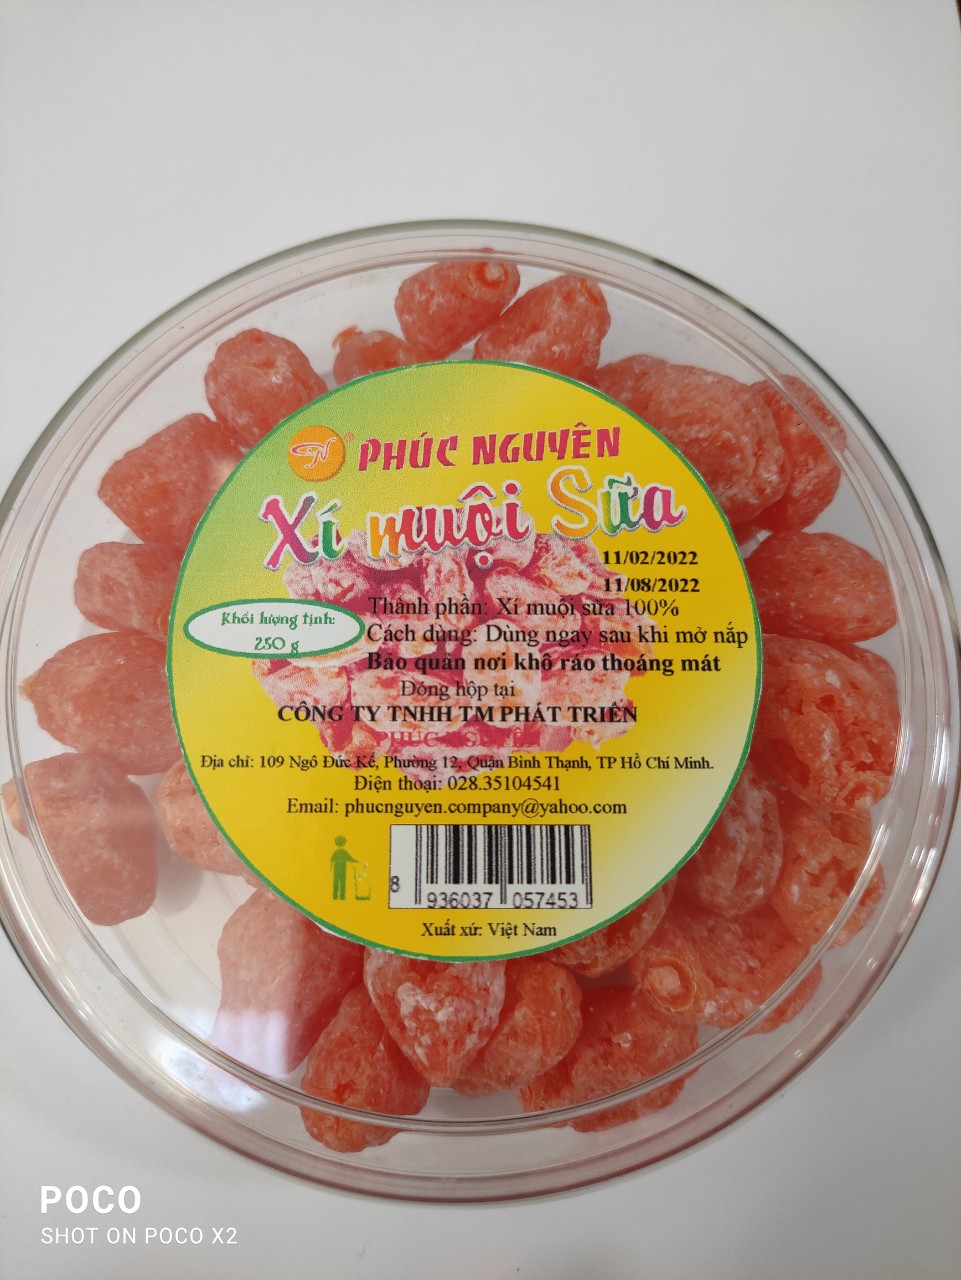 PHÚC NGUYÊN
Xí muội Sữa
11/02/2022
11/08/2022
Khối lượng tịnh:
250 g
Thành phần: Xí muội sữa 100%
Cách dùng: Dùng ngay sau khi mở nắp
Bảo quản nơi khô ráo thoáng mát
Đóng hộp tại
CÔNG TY TNHH TM PHÁT TRIỂN
PHÚC NGUYÊN
Địa chỉ: 109 Ngô Đức Kế, Phường 12, Quận Bình Thạnh, TP Hồ Chí Minh.
Điện thoại: 028.35104541
Email: phucnguyen.company@yahoo.com
8 936037 057453
Xuất xứ: Việt Nam
POCO
SHOT ON POCO X2